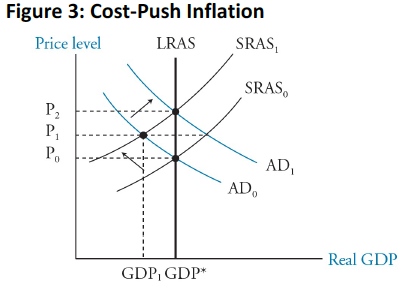 Figure 3: Cost-Push Inflation
Price level LRAS SRAS₁
SRAS₀
P₂
P₁
P₀
AD₁
AD₀
Real GDP
GDP₁ GDP*